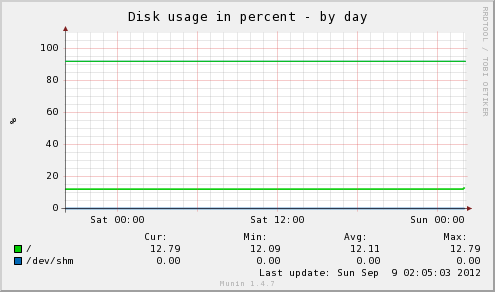 Disk usage in percent - by day
RRDTOOL / TOBI OETIKER
%
100
80
60
40
20
0
Sat 00:00 Sat 12:00 Sun 00:00
Cur: Min: Avg: Max:
/ 12.79 12.09 12.11 12.79
/dev/shm 0.00 0.00 0.00 0.00
Last update: Sun Sep  9 02:05:03 2012
Munin 1.4.7